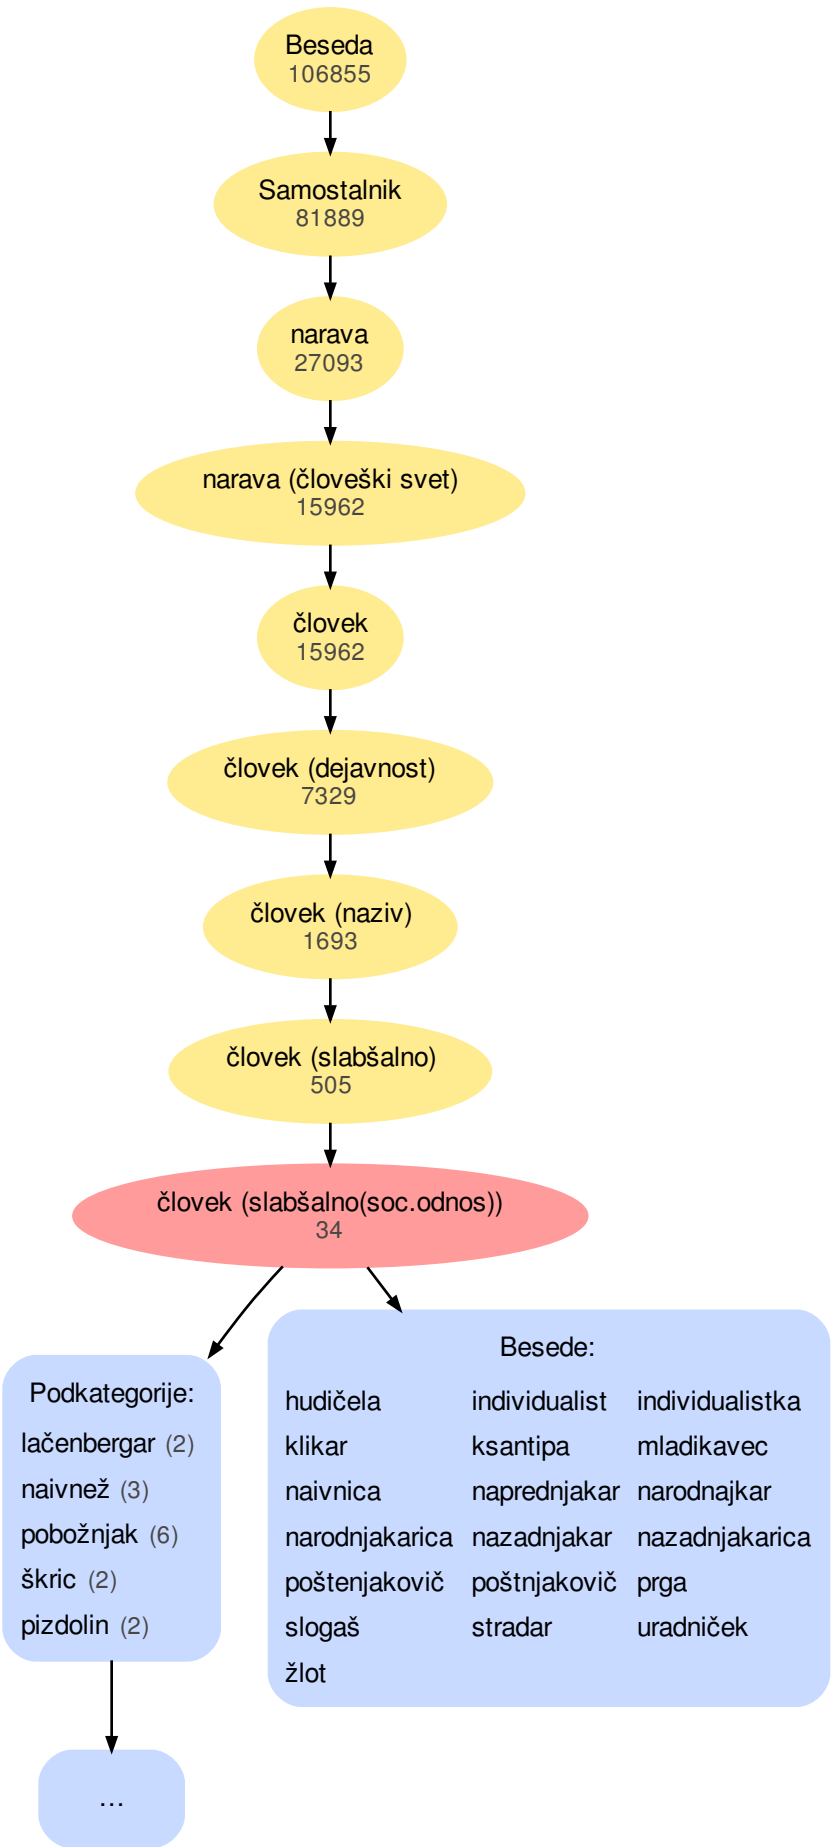 Beseda
106855
Samostalnik
81889
narava
27093
narava (človeški svet)
15962
človek
15962
človek (dejavnost)
7329
človek (naziv)
1693
človek (slabšalno)
505
človek (slabšalno(soc.odnos))
34
Podkategorije:
lačenbergar (2)
naivnež (3)
pobožnjak (6)
škric (2)
pizdolin (2)
...
Besede:
hudičela individualist individualistka
klikar ksantipa mladikavec
naivnica naprednjakar narodnajkar
narodnjakarica nazadnjakar nazadnjakarica
poštenjakovič poštnjakovič prga
slogaš stradar uradniček
žlot